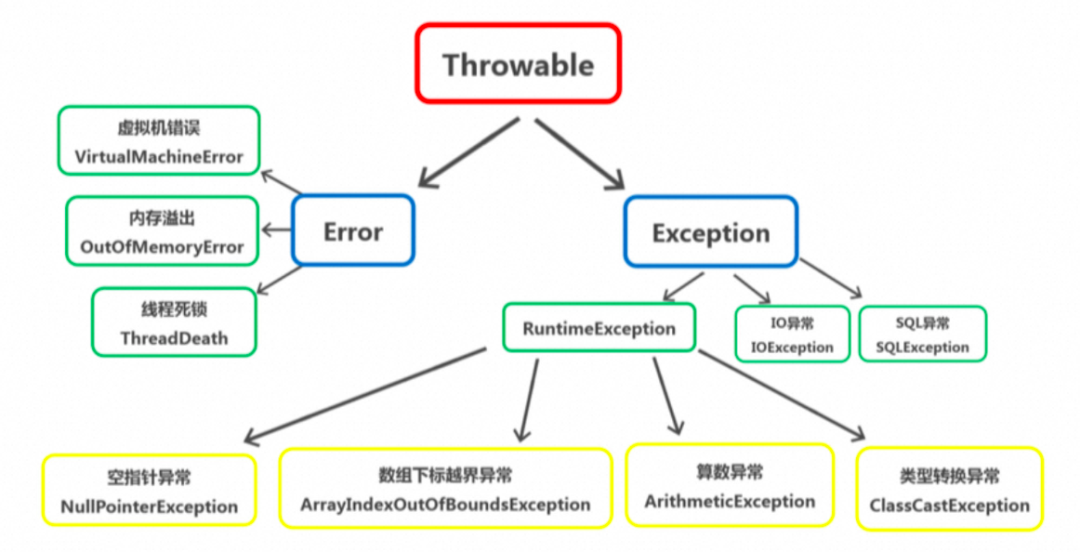 Throwable
虚拟机错误
VirtualMachineError
内存溢出
OutOfMemoryError
线程死锁
ThreadDeath
Error
Exception
RuntimeException
IO异常
IOException
SQL异常
SQLException
空指针异常
NullPointerException
数组下标越界异常
ArrayIndexOutOfBoundsException
算数异常
ArithmeticException
类型转换异常
ClassCastException